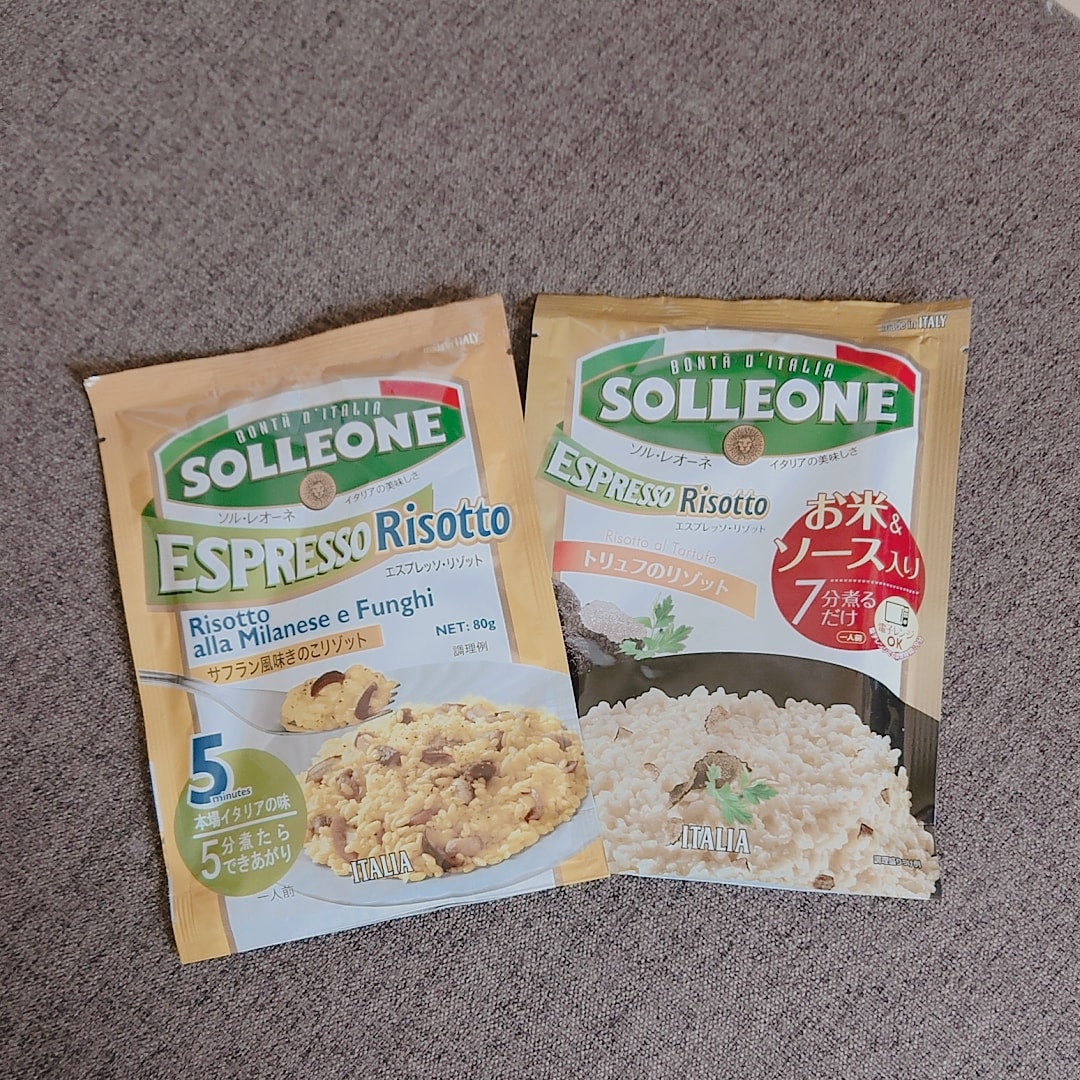 made in ITALY
BONTÀ D'ITALIA
SOLLEONE
ソル・レオーネ
イタリアの美味しさ
ESPRESSO Risotto
エスプレッソ・リゾット
Risotto
alla Milanese e Funghi
NET: 80g
サフラン風味きのこリゾット
調理例
5
minutes
本場イタリアの味
5分煮たら
できあがり
ITALIA
一人前
made in ITALY
BONTÀ D'ITALIA
SOLLEONE
ソル・レオーネ
イタリアの美味しさ
ESPRESSO Risotto
エスプレッソ・リゾット
Risotto al Tartufo
トリュフのリゾット
お米&
ソース入り
7分煮る
だけ
一人前
電子レンジ
OK
ITALIA